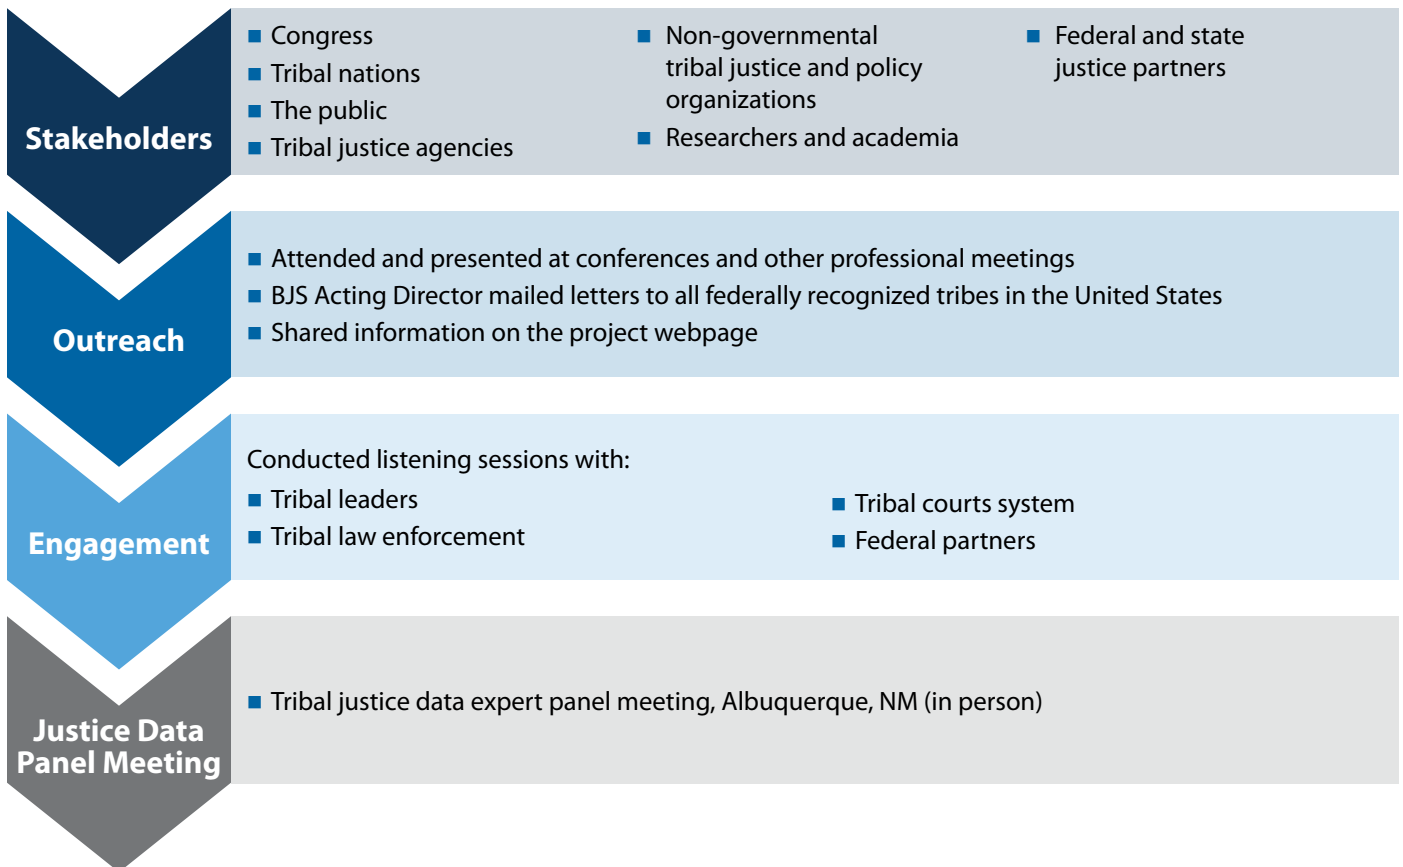 Stakeholders
Congress
Tribal nations
The public
Tribal justice agencies
Non-governmental
tribal justice and policy
organizations
Researchers and academia
Federal and state
justice partners
Outreach
Attended and presented at conferences and other professional meetings
BJS Acting Director mailed letters to all federally recognized tribes in the United States
Shared information on the project webpage
Engagement
Conducted listening sessions with:
Tribal leaders
Tribal law enforcement
Tribal courts system
Federal partners
Justice Data
Panel Meeting
Tribal justice data expert panel meeting, Albuquerque, NM (in person)